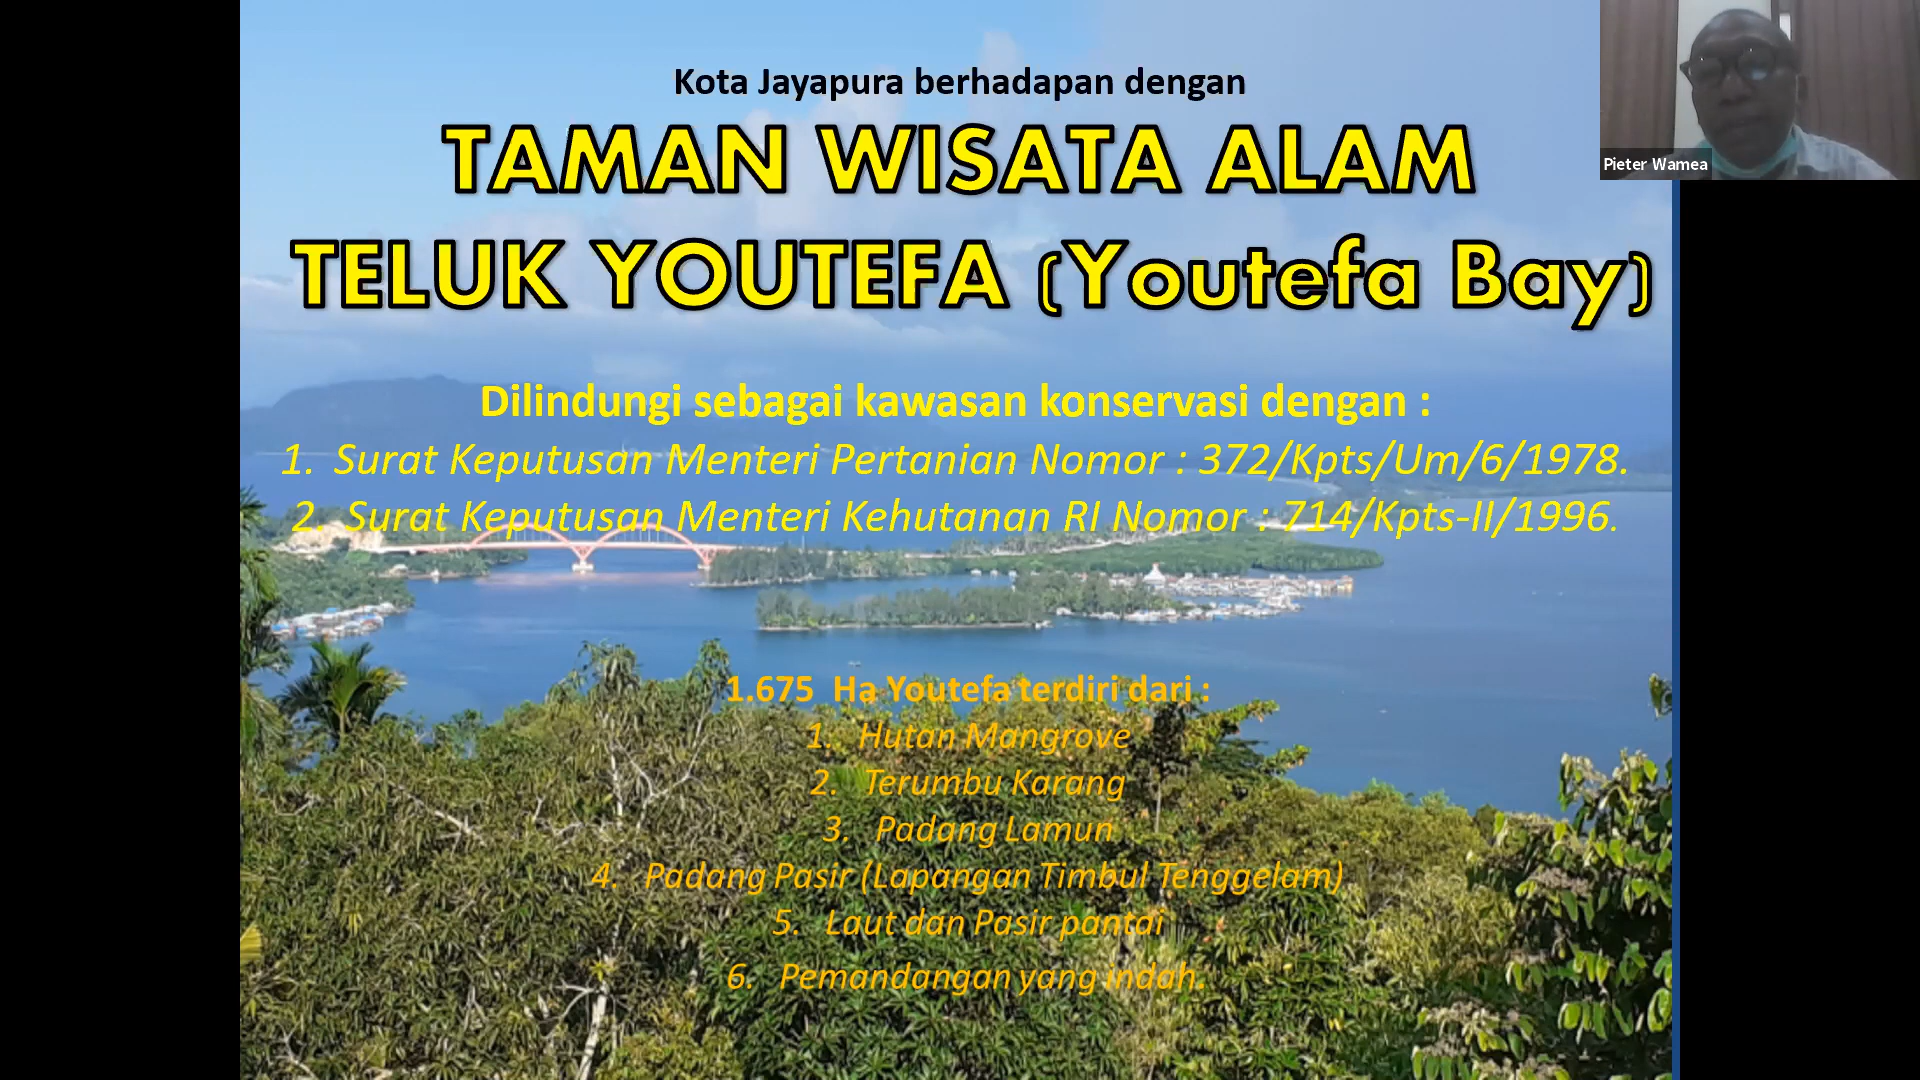 Kota Jayapura berhadapan dengan
TAMAN WISATA ALAM
TELUK YOUTEFA (Youtefa Bay)
Pieter Wamea
Dilindungi sebagai kawasan konservasi dengan :
1. Surat Keputusan Menteri Pertanian Nomor : 372/Kpts/Um/6/1978.
2. Surat Keputusan Menteri Kehutanan RI Nomor : 714/Kpts-II/1996.
1.675 Ha Youtefa terdiri dari :
1. Hutan Mangrove
2. Terumbu Karang
3. Padang Lamun
4. Padang Pasir (Lapangan Timbul Tenggelam)
5. Laut dan Pasir pantai
6. Pemandangan yang indah.